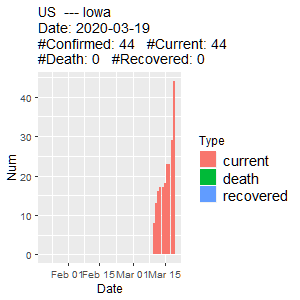 US --- Iowa
Date: 2020-03-19
#Confirmed: 44 #Current: 44
#Death: 0 #Recovered: 0
40
30
20
10
0
Num
Feb 01 Feb 15 Mar 01 Mar 15
Date
Type
current
death
recovered